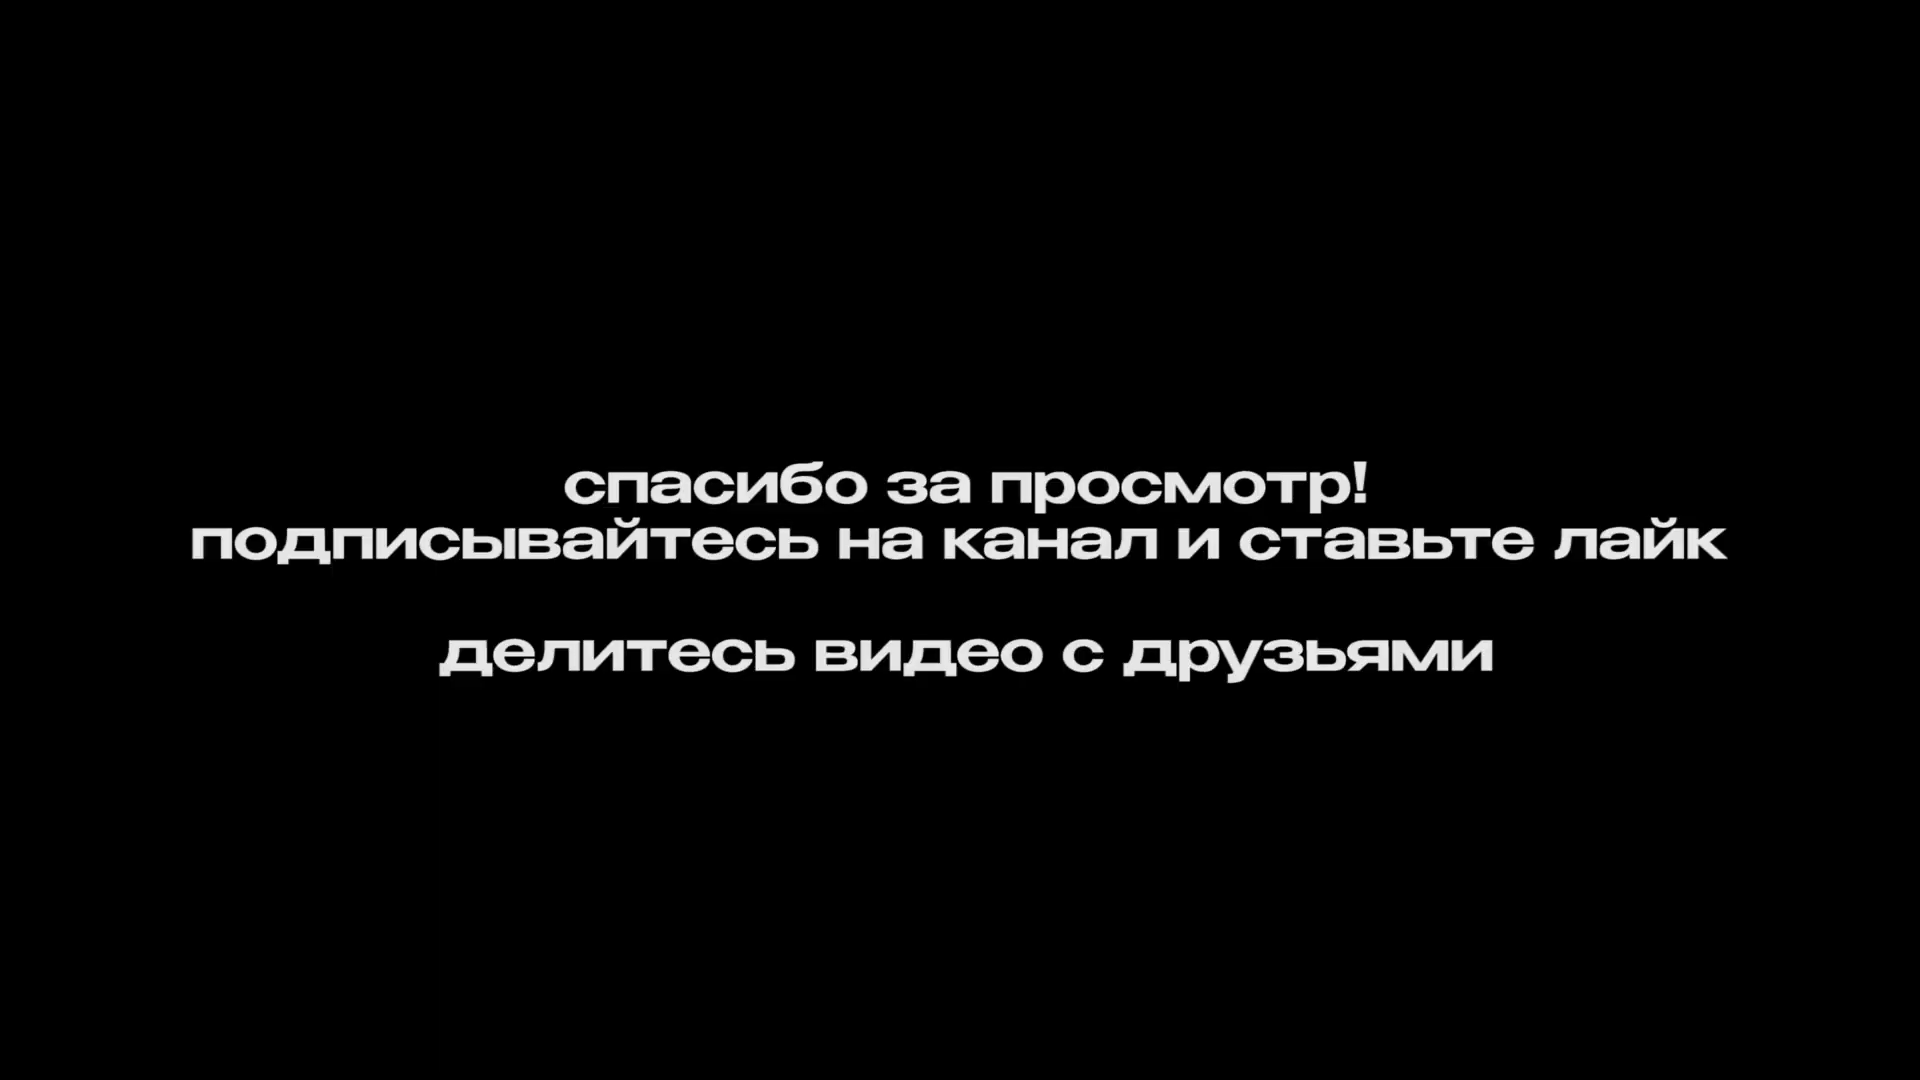 спасибо за просмотр!
подписывайтесь на канал и ставьте лайк
делитесь видео с друзьями